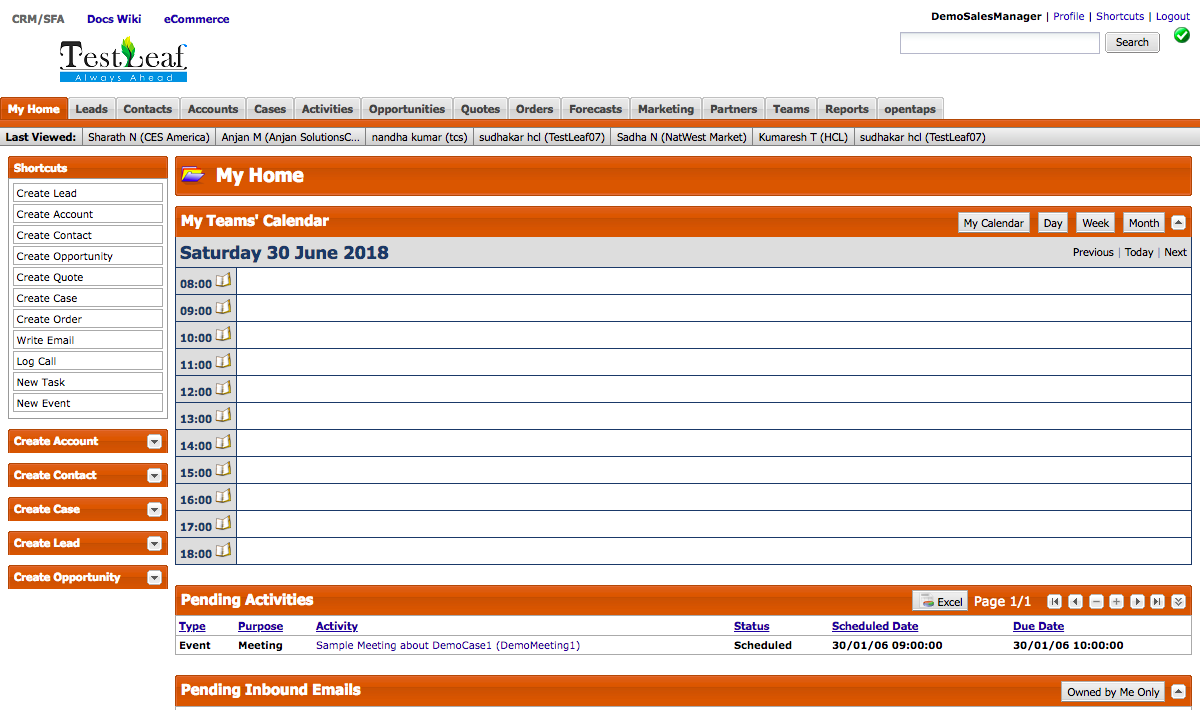 CRM/SFA Docs Wiki eCommerce
DemoSalesManager | Profile | Shortcuts | Logout
TestLeaf
Always Ahead
Search
My Home Leads Contacts Accounts Cases Activities Opportunities Quotes Orders Forecasts Marketing Partners Teams Reports opentaps
Last Viewed: Sharath N (CES America) Anjan M (Anjan SolutionsC... nandha kumar (tcs) sudhakar hcl (TestLeaf07) Sadha N (NatWest Market) Kumaresh T (HCL) sudhakar hcl (TestLeaf07)
Shortcuts
Create Lead
Create Account
Create Contact
Create Opportunity
Create Quote
Create Case
Create Order
Write Email
Log Call
New Task
New Event
Create Account
Create Contact
Create Case
Create Lead
Create Opportunity
My Home
My Teams' Calendar My Calendar Day Week Month
Saturday 30 June 2018 Previous | Today | Next
08:00
09:00
10:00
11:00
12:00
13:00
14:00
15:00
16:00
17:00
18:00
Pending Activities Excel Page 1/1
Type Purpose Activity Status Scheduled Date Due Date
Event Meeting Sample Meeting about DemoCase1 (DemoMeeting1) Scheduled 30/01/06 09:00:00 30/01/06 10:00:00
Pending Inbound Emails Owned by Me Only